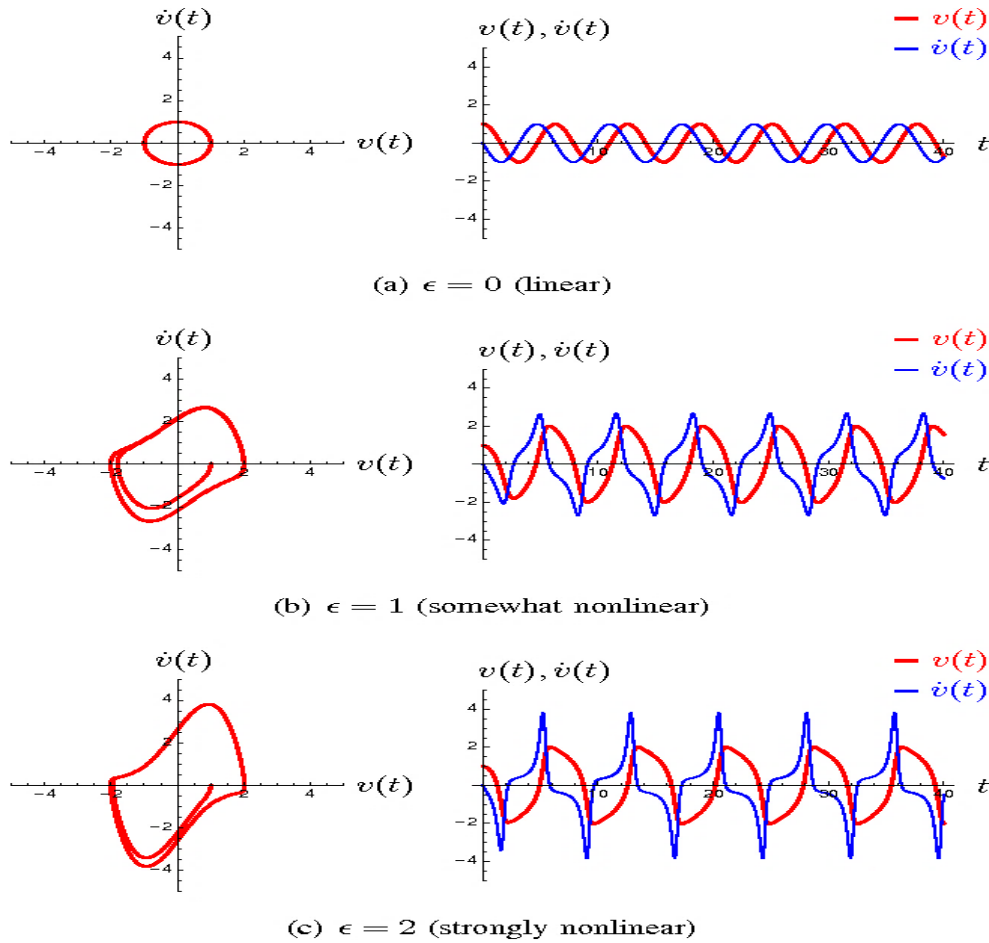 v̇(t)
v(t)
4
2
−4
−2
2
4
−2
−4
v(t), v̇(t)
v(t)
v̇(t)
t
4
2
10
20
30
40
−2
−4
(a) ϵ = 0 (linear)
v̇(t)
v(t)
4
2
−4
−2
2
4
−2
−4
v(t), v̇(t)
v(t)
v̇(t)
t
4
2
10
20
30
40
−2
−4
(b) ϵ = 1 (somewhat nonlinear)
v̇(t)
v(t)
4
2
−4
−2
2
4
−2
−4
v(t), v̇(t)
v(t)
v̇(t)
t
4
2
10
20
30
40
−2
−4
(c) ϵ = 2 (strongly nonlinear)